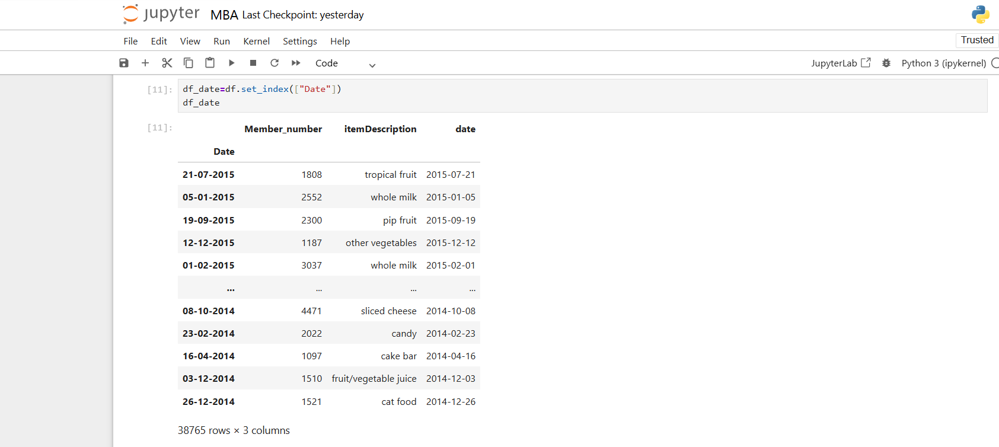 jupyter MBA Last Checkpoint: yesterday
File Edit View Run Kernel Settings Help Trusted
Code JupyterLab Python 3 (ipykernel)
[11]: df_date=df.set_index(["Date"])
df_date
[11]: Member_number itemDescription date
Date
21-07-2015 1808 tropical fruit 2015-07-21
05-01-2015 2552 whole milk 2015-01-05
19-09-2015 2300 pip fruit 2015-09-19
12-12-2015 1187 other vegetables 2015-12-12
01-02-2015 3037 whole milk 2015-02-01
... ... ... ...
08-10-2014 4471 sliced cheese 2014-10-08
23-02-2014 2022 candy 2014-02-23
16-04-2014 1097 cake bar 2014-04-16
03-12-2014 1510 fruit/vegetable juice 2014-12-03
26-12-2014 1521 cat food 2014-12-26
38765 rows × 3 columns